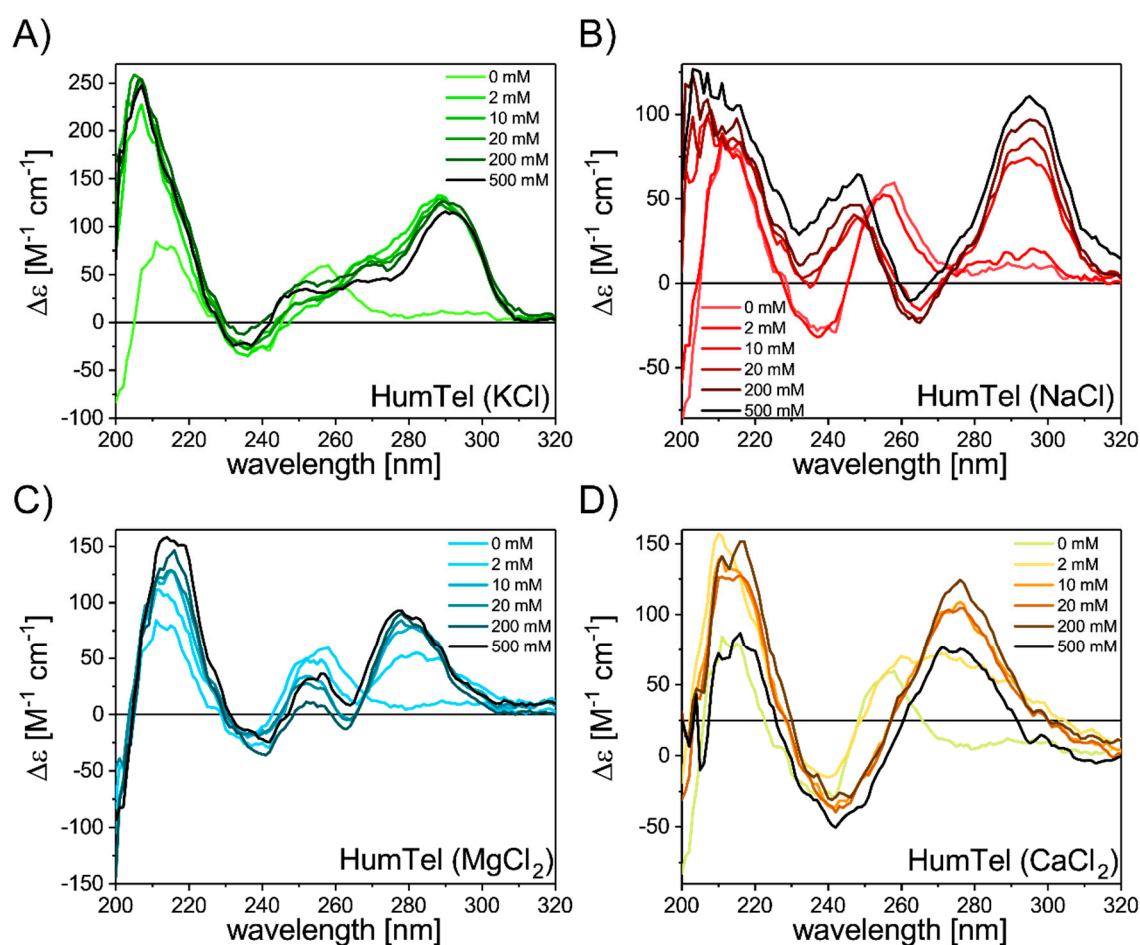 A)
250
200
150
100
50
0
-50
-100
Δε [M⁻¹ cm⁻¹]
0 mM
2 mM
10 mM
20 mM
200 mM
500 mM
HumTel (KCl)
200 220 240 260 280 300 320
wavelength [nm]
B)
100
50
0
-50
Δε [M⁻¹ cm⁻¹]
0 mM
2 mM
10 mM
20 mM
200 mM
500 mM
HumTel (NaCl)
200 220 240 260 280 300 320
wavelength [nm]
C)
150
100
50
0
-50
-100
-150
Δε [M⁻¹ cm⁻¹]
0 mM
2 mM
10 mM
20 mM
200 mM
500 mM
HumTel (MgCl₂)
200 220 240 260 280 300 320
wavelength [nm]
D)
150
100
50
0
-50
Δε [M⁻¹ cm⁻¹]
0 mM
2 mM
10 mM
20 mM
200 mM
500 mM
HumTel (CaCl₂)
200 220 240 260 280 300 320
wavelength [nm]